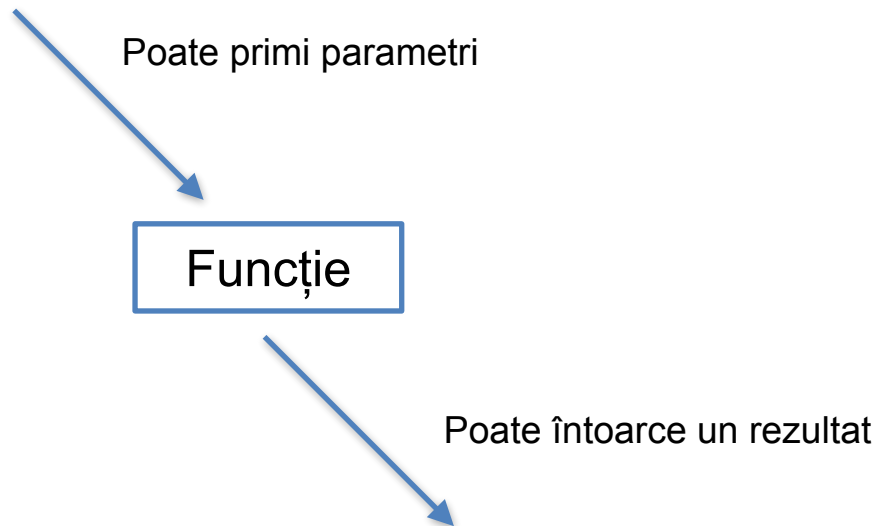 Poate primi parametri
Funcție
Poate întoarce un rezultat